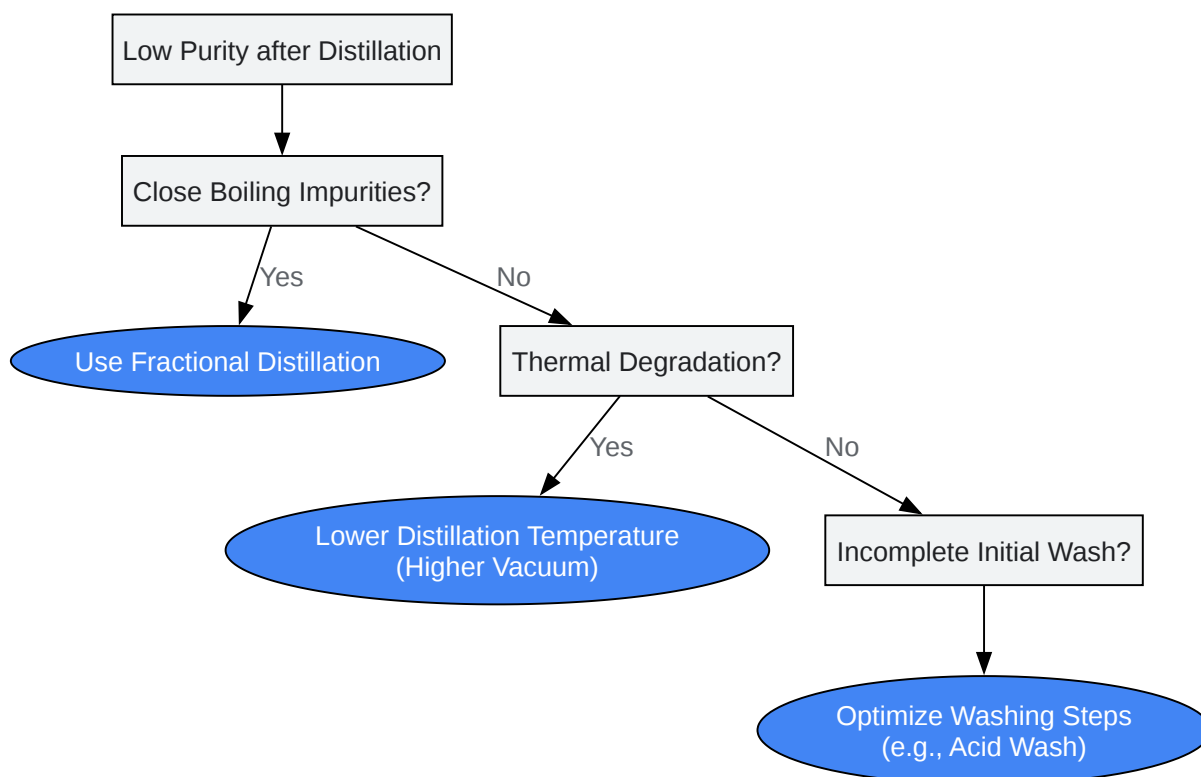 Low Purity after Distillation
Close Boiling Impurities?
Yes
No
Use Fractional Distillation
Thermal Degradation?
Yes
No
Lower Distillation Temperature
(Higher Vacuum)
Incomplete Initial Wash?
Optimize Washing Steps
(e.g., Acid Wash)